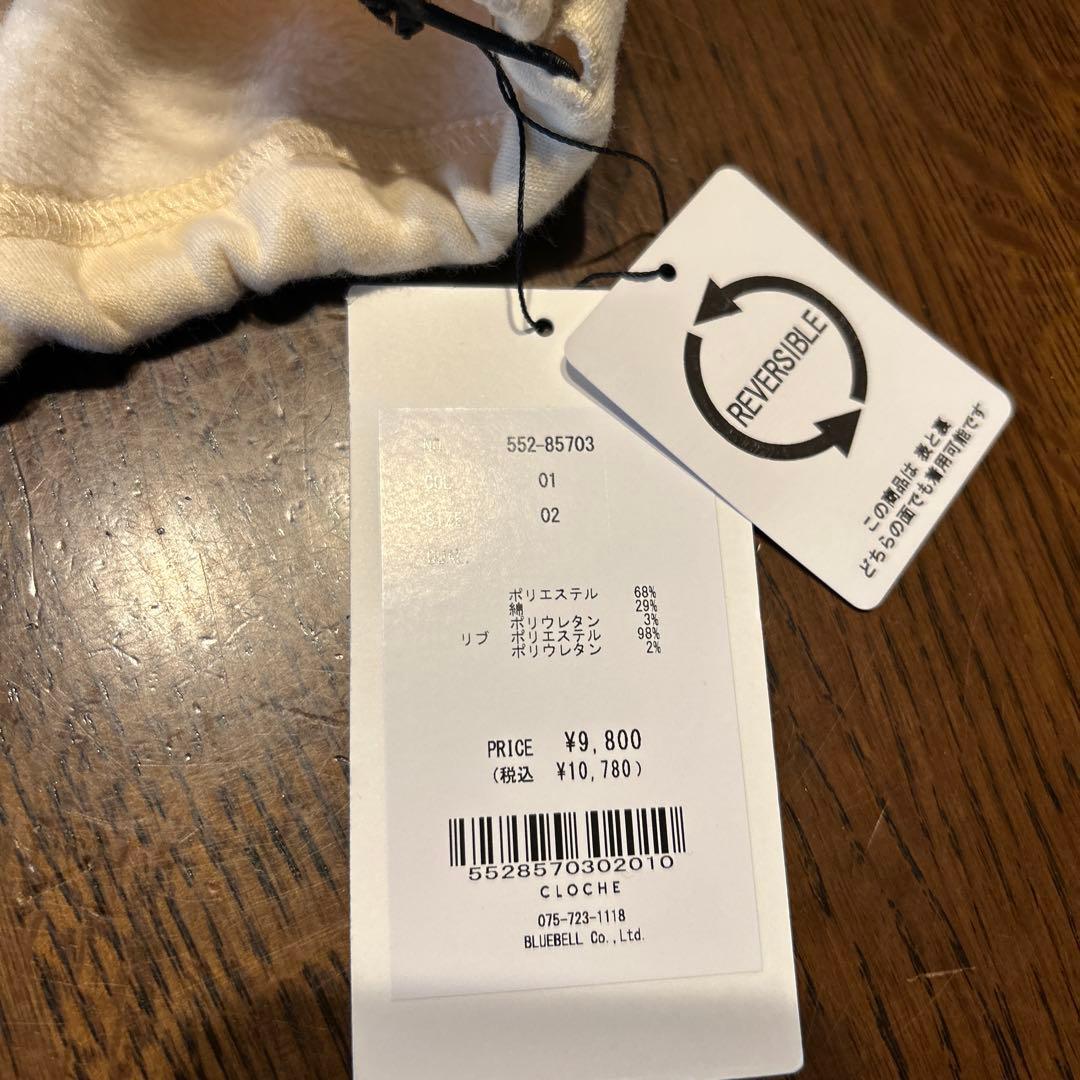 REVERSIBLE
この商品は 表と裏
どちらの面でも着用可能です
NO. 552-85703
COL. 01
02
ポリエステル 68%
綿 29%
ポリウレタン 3%
リブ ポリエステル 98%
ポリウレタン 2%
PRICE ¥9,800
(税込 ¥10,780)
5528570302010
CLOCHE
075-723-1118
BLUEBELL Co.,Ltd.